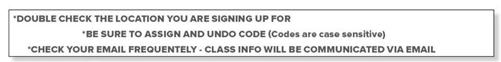 *DOUBLE CHECK THE LOCATION YOU ARE SIGNING UP FOR
*BE SURE TO ASSIGN AND UNDO CODE (Codes are case sensitive)
*CHECK YOUR EMAIL FREQUENTELY - CLASS INFO WILL BE COMMUNICATED VIA EMAIL